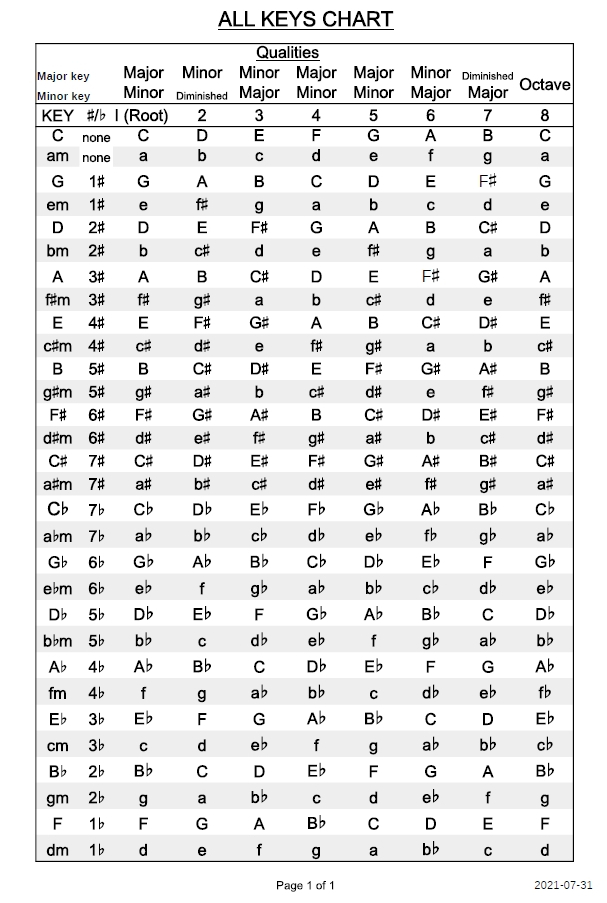 ALL KEYS CHART
Qualities
Major key Major Minor Minor Major Major Minor Diminished
Minor key Minor Diminished Major Minor Minor Major Major Octave
KEY ♯/♭ I (Root) 2 3 4 5 6 7 8
C none C D E F G A B C
am none a b c d e f g a
G 1♯ G A B C D E F♯ G
em 1♯ e f♯ g a b c d e
D 2♯ D E F♯ G A B C♯ D
bm 2♯ b c♯ d e f♯ g a b
A 3♯ A B C♯ D E F♯ G♯ A
f♯m 3♯ f♯ g♯ a b c♯ d e f♯
E 4♯ E F♯ G♯ A B C♯ D♯ E
c♯m 4♯ c♯ d♯ e f♯ g♯ a b c♯
B 5♯ B C♯ D♯ E F♯ G♯ A♯ B
g♯m 5♯ g♯ a♯ b c♯ d♯ e f♯ g♯
F♯ 6♯ F♯ G♯ A♯ B C♯ D♯ E♯ F♯
d♯m 6♯ d♯ e♯ f♯ g♯ a♯ b c♯ d♯
C♯ 7♯ C♯ D♯ E♯ F♯ G♯ A♯ B♯ C♯
a♯m 7♯ a♯ b♯ c♯ d♯ e♯ f♯ g♯ a♯
C♭ 7♭ C♭ D♭ E♭ F♭ G♭ A♭ B♭ C♭
a♭m 7♭ a♭ b♭ c♭ d♭ e♭ f♭ g♭ a♭
G♭ 6♭ G♭ A♭ B♭ C♭ D♭ E♭ F G♭
e♭m 6♭ e♭ f g♭ a♭ b♭ c♭ d♭ e♭
D♭ 5♭ D♭ E♭ F G♭ A♭ B♭ C D♭
b♭m 5♭ b♭ c d♭ e♭ f g♭ a♭ b♭
A♭ 4♭ A♭ B♭ C D♭ E♭ F G A♭
fm 4♭ f g a♭ b♭ c d♭ e♭ f♭
E♭ 3♭ E♭ F G A♭ B♭ C D E♭
cm 3♭ c d e♭ f g a♭ b♭ c♭
B♭ 2♭ B♭ C D E♭ F G A B♭
gm 2♭ g a b♭ c d e♭ f g
F 1♭ F G A B♭ C D E F
dm 1♭ d e f g a b♭ c d
Page 1 of 1 2021-07-31